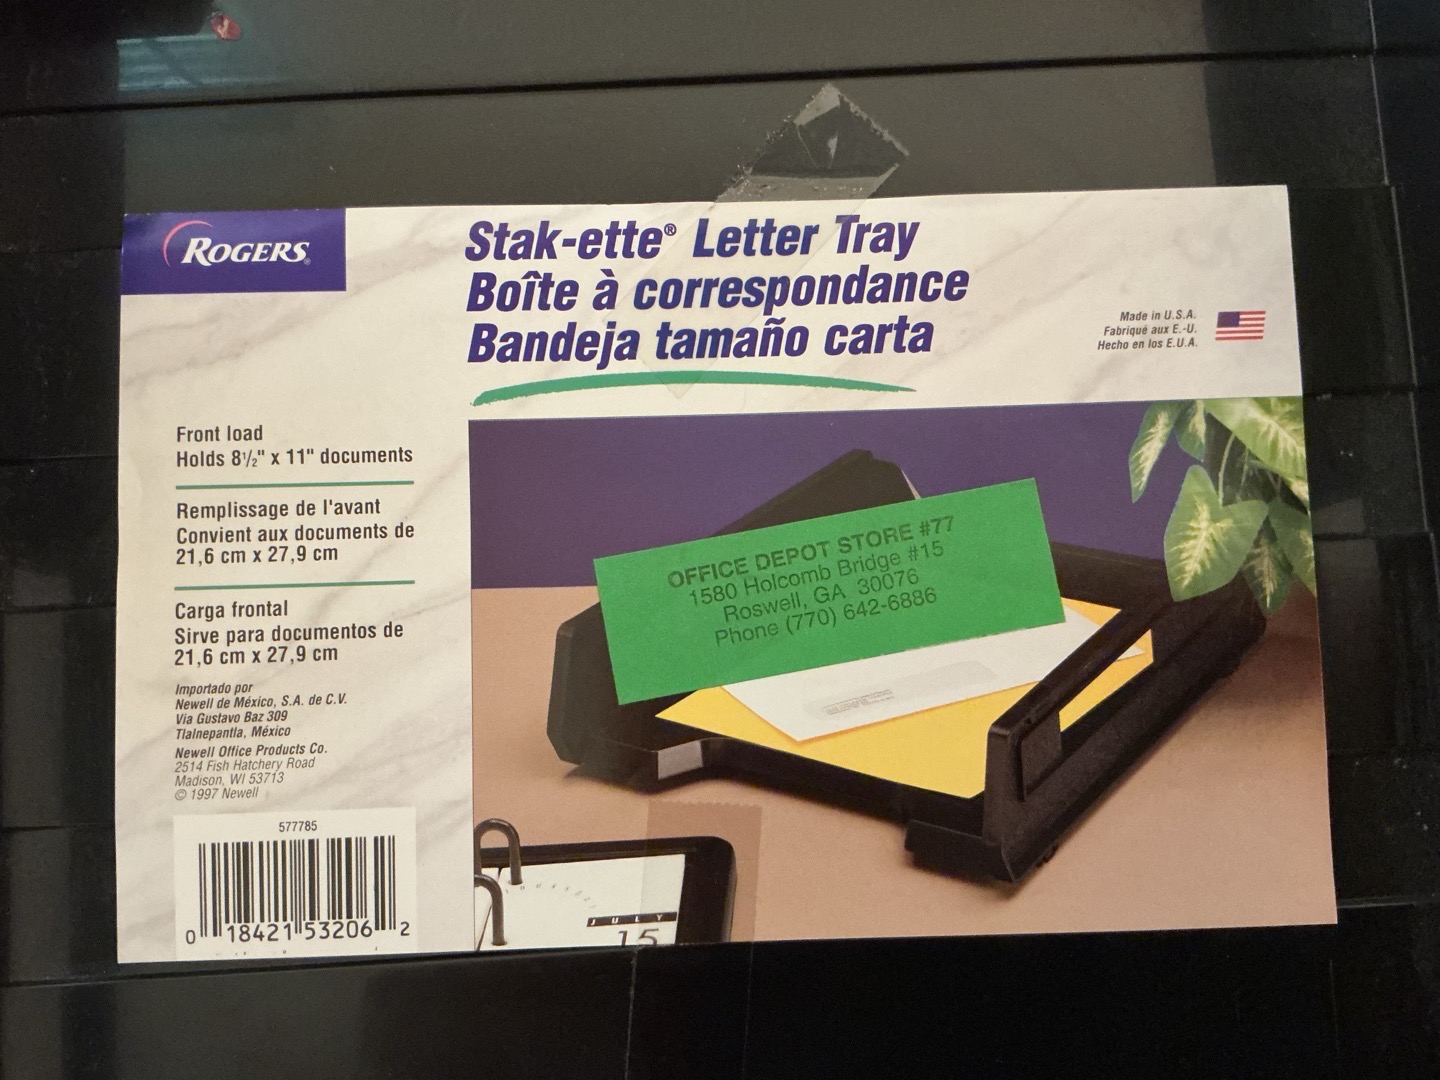 ROGERS®
Stak-ette® Letter Tray
Boîte à correspondance
Bandeja tamaño carta
Made in U.S.A.
Fabriqué aux E.-U.
Hecho en los E.U.A.
Front load
Holds 8½" x 11" documents
Remplissage de l'avant
Convient aux documents de
21,6 cm x 27,9 cm
Carga frontal
Sirve para documentos de
21,6 cm x 27,9 cm
Importado por
Newell de México, S.A. de C.V.
Via Gustavo Baz 309
Tlalnepantla, México
Newell Office Products Co.
2514 Fish Hatchery Road
Madison, WI 53713
© 1997 Newell
577785
0 18421 53206 2
OFFICE DEPOT STORE #77
1580 Holcomb Bridge #15
Roswell, GA 30076
Phone (770) 642-6886
JULY
15